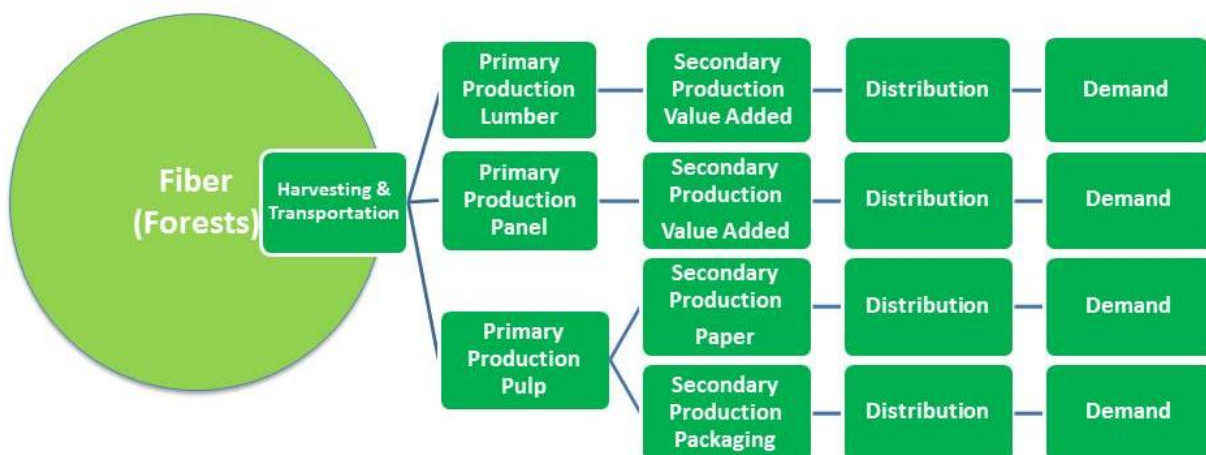 Fiber
(Forests)
Harvesting &
Transportation
Primary
Production
Lumber
Secondary
Production
Value Added
Distribution
Demand
Primary
Production
Panel
Secondary
Production
Value Added
Distribution
Demand
Primary
Production
Pulp
Secondary
Production
Paper
Distribution
Demand
Secondary
Production
Packaging
Distribution
Demand